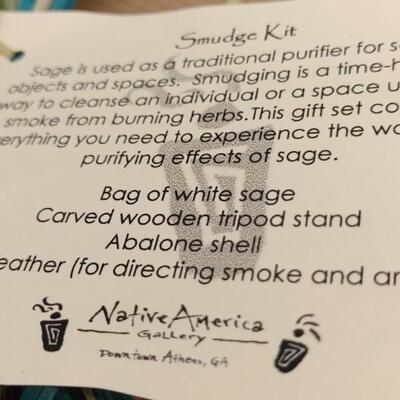 Smudge Kit
Sage is used as a traditional purifier for
objects and spaces. Smudging is a time-
way to cleanse an individual or a space
smoke from burning herbs.This gift set
everything you need to experience the
purifying effects of sage.
Bag of white sage
Carved wooden tripod stand
Abalone shell
eather (for directing smoke and
Native America
Gallery
Downtown Athens, GA